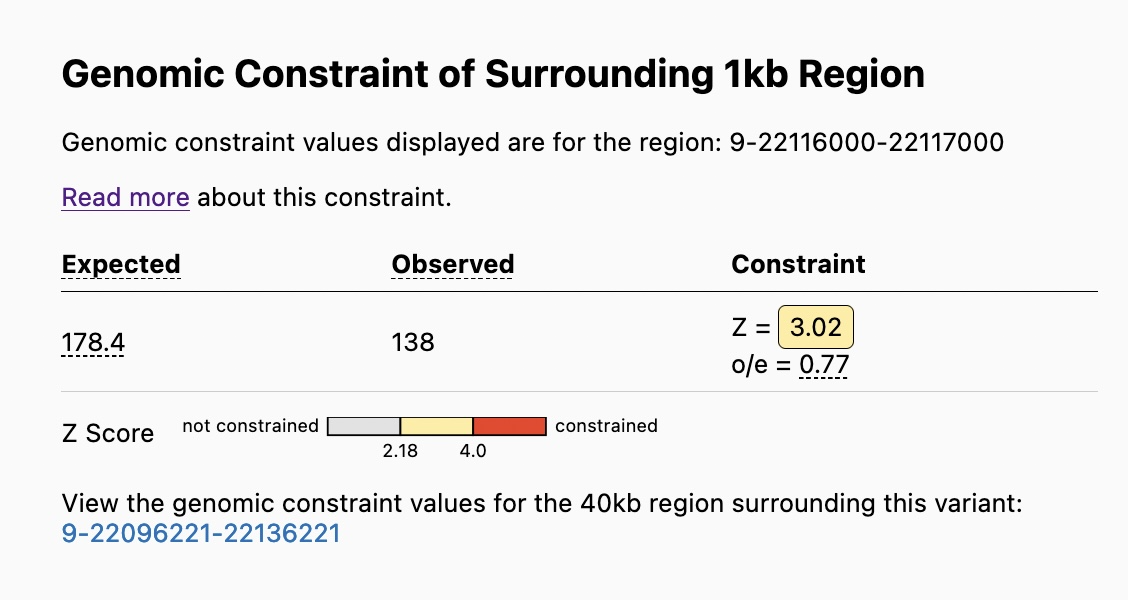 Genomic Constraint of Surrounding 1kb Region
Genomic constraint values displayed are for the region: 9-22116000-22117000
Read more about this constraint.
Expected Observed Constraint
178.4 138 Z = 3.02
o/e = 0.77
Z Score not constrained constrained
2.18 4.0
View the genomic constraint values for the 40kb region surrounding this variant:
9-22096221-22136221